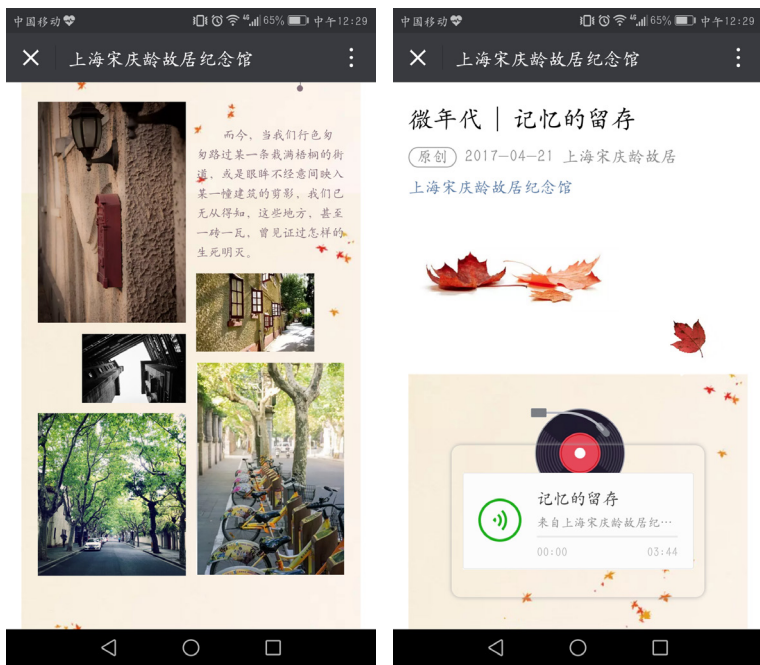 中国移动
4G
65%
中午12:29
上海宋庆龄故居纪念馆
而今，当我们行色匆
匆路过某一条栽满梧桐的街
道，或是眼眸不经意间映入
某一幢建筑的剪影，我们已
无从得知，这些地方，甚至
一砖一瓦，曾见证过怎样的
生死明灭。
中国移动
4G
65%
中午12:29
上海宋庆龄故居纪念馆
微年代 | 记忆的留存
原创 2017-04-21 上海宋庆龄故居
上海宋庆龄故居纪念馆
记忆的留存
来自上海宋庆龄故居纪…
00:00
03:44